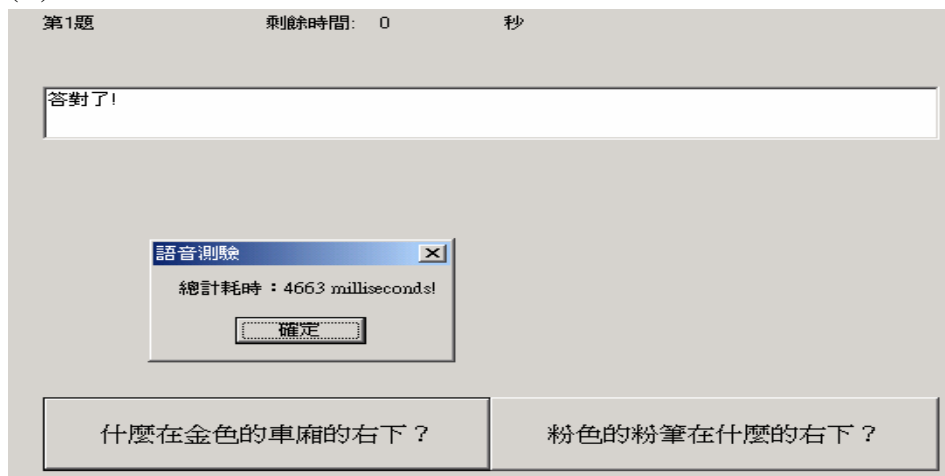 第1題 剩餘時間: 0 秒
答對了!
語音測驗
總計耗時：4663 milliseconds!
確定
什麼在金色的車廂的右下？ 粉色的粉筆在什麼的右下？